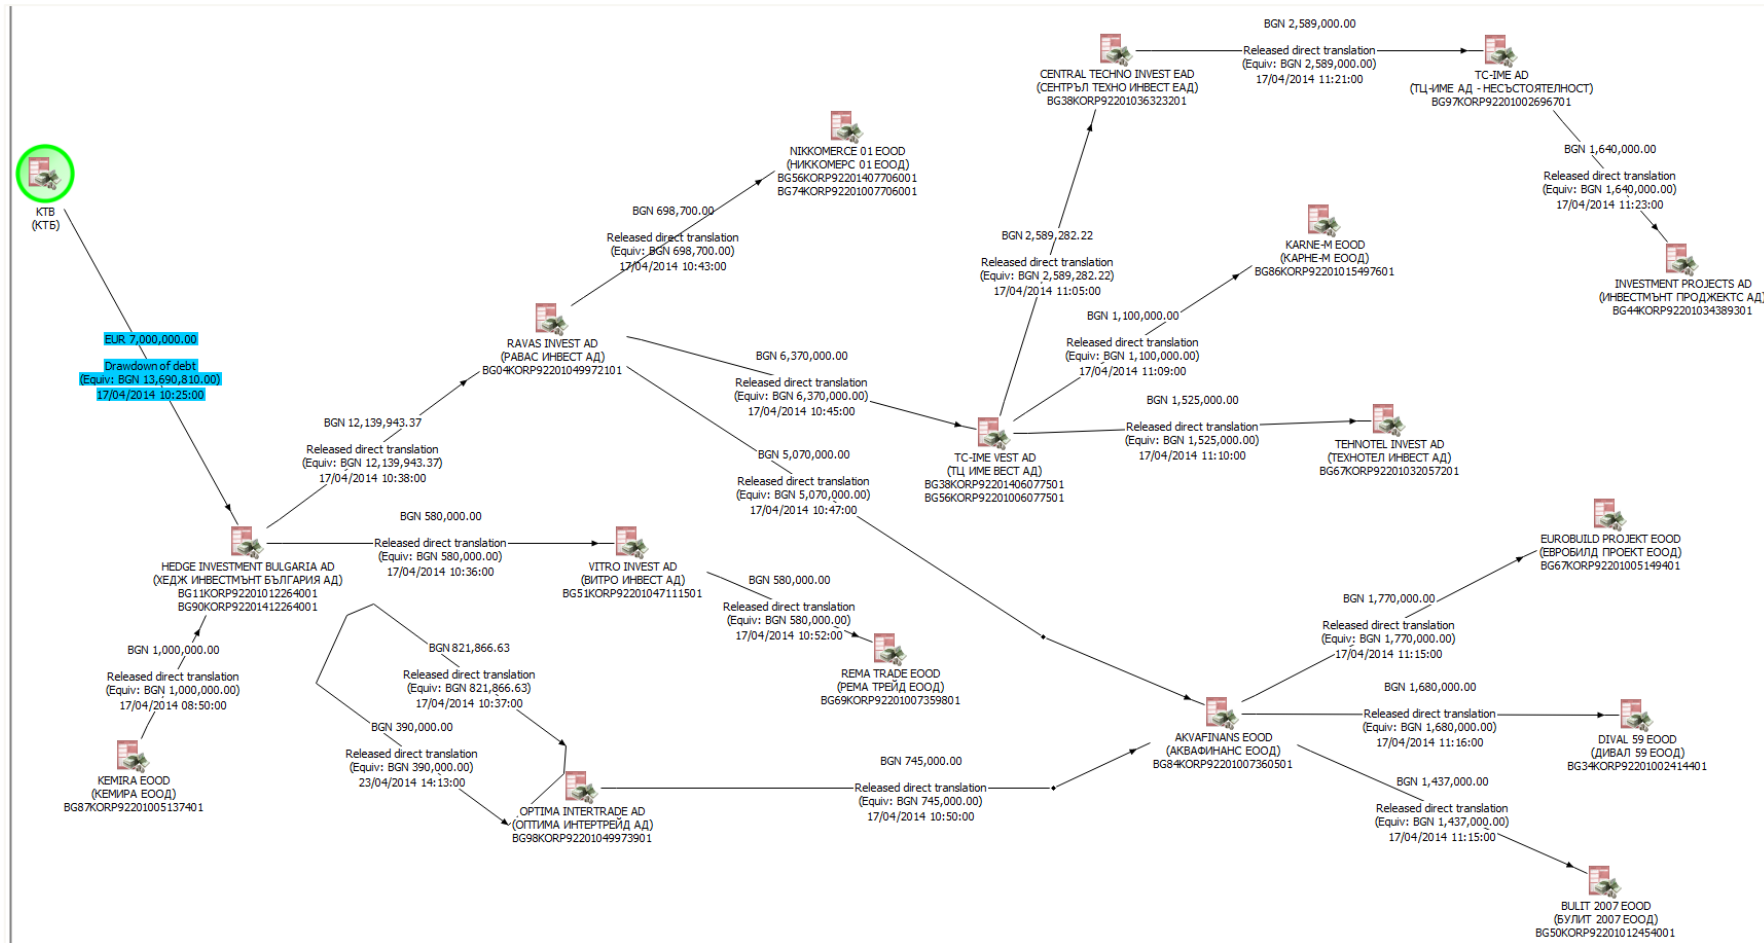 KTB
(КТБ)
EUR 7,000,000.00
Drawdown of debt
(Equiv: BGN 13,690,810.00)
17/04/2014 10:25:00
HEDGE INVESTMENT BULGARIA AD
(ХЕДЖ ИНВЕСТМЪНТ БЪЛГАРИЯ АД)
BG11KORP92201012264001
BG90KORP92201412264001
BGN 1,000,000.00
Released direct translation
(Equiv: BGN 1,000,000.00)
17/04/2014 08:50:00
KEMIRA EOOD
(КЕМИРА ЕООД)
BG87KORP92201005137401
BGN 12,139,943.37
Released direct translation
(Equiv: BGN 12,139,943.37)
17/04/2014 10:38:00
BGN 580,000.00
Released direct translation
(Equiv: BGN 580,000.00)
17/04/2014 10:36:00
VITRO INVEST AD
(ВИТРО ИНВЕСТ АД)
BG51KORP92201047111501
BGN 580,000.00
Released direct translation
(Equiv: BGN 580,000.00)
17/04/2014 10:52:00
REMA TRADE EOOD
(РЕМА ТРЕЙД ЕООД)
BG69KORP92201007359801
BGN 821,866.63
Released direct translation
(Equiv: BGN 821,866.63)
17/04/2014 10:37:00
BGN 390,000.00
Released direct translation
(Equiv: BGN 390,000.00)
23/04/2014 14:13:00
OPTIMA INTERTRADE AD
(ОПТИМА ИНТЕРТРЕЙД АД)
BG98KORP92201049973901
BGN 745,000.00
Released direct translation
(Equiv: BGN 745,000.00)
17/04/2014 10:50:00
RAVAS INVEST AD
(РАВАС ИНВЕСТ АД)
BG04KORP92201049972101
BGN 698,700.00
Released direct translation
(Equiv: BGN 698,700.00)
17/04/2014 10:43:00
NIKKOMERCE 01 EOOD
(НИККОМЕРС 01 ЕООД)
BG56KORP92201407706001
BG74KORP92201007706001
BGN 6,370,000.00
Released direct translation
(Equiv: BGN 6,370,000.00)
17/04/2014 10:45:00
BGN 5,070,000.00
Released direct translation
(Equiv: BGN 5,070,000.00)
17/04/2014 10:47:00
TC-IME VEST AD
(ТЦ ИМЕ ВЕСТ АД)
BG38KORP92201406077501
BG56KORP92201006077501
BGN 2,589,282.22
Released direct translation
(Equiv: BGN 2,589,282.22)
17/04/2014 11:05:00
CENTRAL TECHNO INVEST EAD
(СЕНТРЪЛ ТЕХНО ИНВЕСТ ЕАД)
BG38KORP92201036323201
BGN 2,589,000.00
Released direct translation
(Equiv: BGN 2,589,000.00)
17/04/2014 11:21:00
TC-IME AD
(ТЦ-ИМЕ АД - НЕСЪСТОЯТЕЛНОСТ)
BG97KORP92201002696701
BGN 1,640,000.00
Released direct translation
(Equiv: BGN 1,640,000.00)
17/04/2014 11:23:00
INVESTMENT PROJECTS AD
(ИНВЕСТМЪНТ ПРОДЖЕКТС АД)
BG44KORP92201034389301
BGN 1,100,000.00
Released direct translation
(Equiv: BGN 1,100,000.00)
17/04/2014 11:09:00
KARNE-M EOOD
(КАРНЕ-М ЕООД)
BG86KORP92201015497601
BGN 1,525,000.00
Released direct translation
(Equiv: BGN 1,525,000.00)
17/04/2014 11:10:00
TEHNOTEL INVEST AD
(ТЕХНОТЕЛ ИНВЕСТ АД)
BG67KORP92201032057201
AKVAFINANS EOOD
(АКВАФИНАНС ЕООД)
BG84KORP92201007360501
BGN 1,770,000.00
Released direct translation
(Equiv: BGN 1,770,000.00)
17/04/2014 11:15:00
EUROBUILD PROJEKT EOOD
(ЕВРОБИЛД ПРОЕКТ ЕООД)
BG67KORP92201005149401
BGN 1,680,000.00
Released direct translation
(Equiv: BGN 1,680,000.00)
17/04/2014 11:16:00
DIVAL 59 EOOD
(ДИВАЛ 59 ЕООД)
BG34KORP92201002414401
BGN 1,437,000.00
Released direct translation
(Equiv: BGN 1,437,000.00)
17/04/2014 11:15:00
BULIT 2007 EOOD
(БУЛИТ 2007 ЕООД)
BG50KORP92201012454001